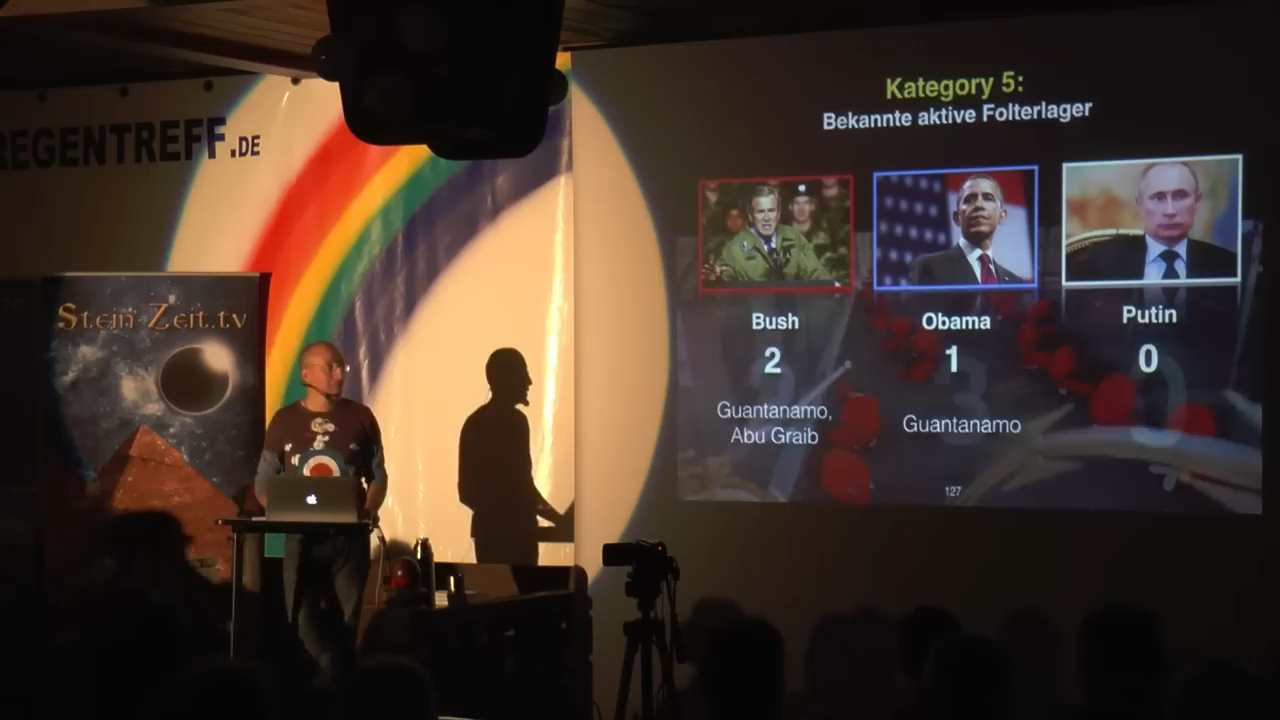 REGENTREFF.DE
Stein-Zeit.tv
Kategory 5:
Bekannte aktive Folterlager
Bush
Obama
Putin
2
1
0
Guantanamo,
Abu Graib
Guantanamo
127